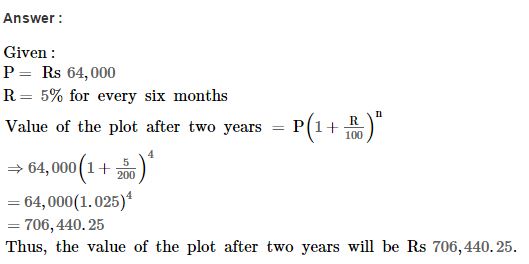 Answer :
Given :
P = Rs 64,000
R = 5% for every six months
Value of the plot after two years = P(1 + R/100)^n
⇒ 64,000(1 + 5/200)^4
= 64,000(1.025)^4
= 706,440.25
Thus, the value of the plot after two years will be Rs 706,440.25.